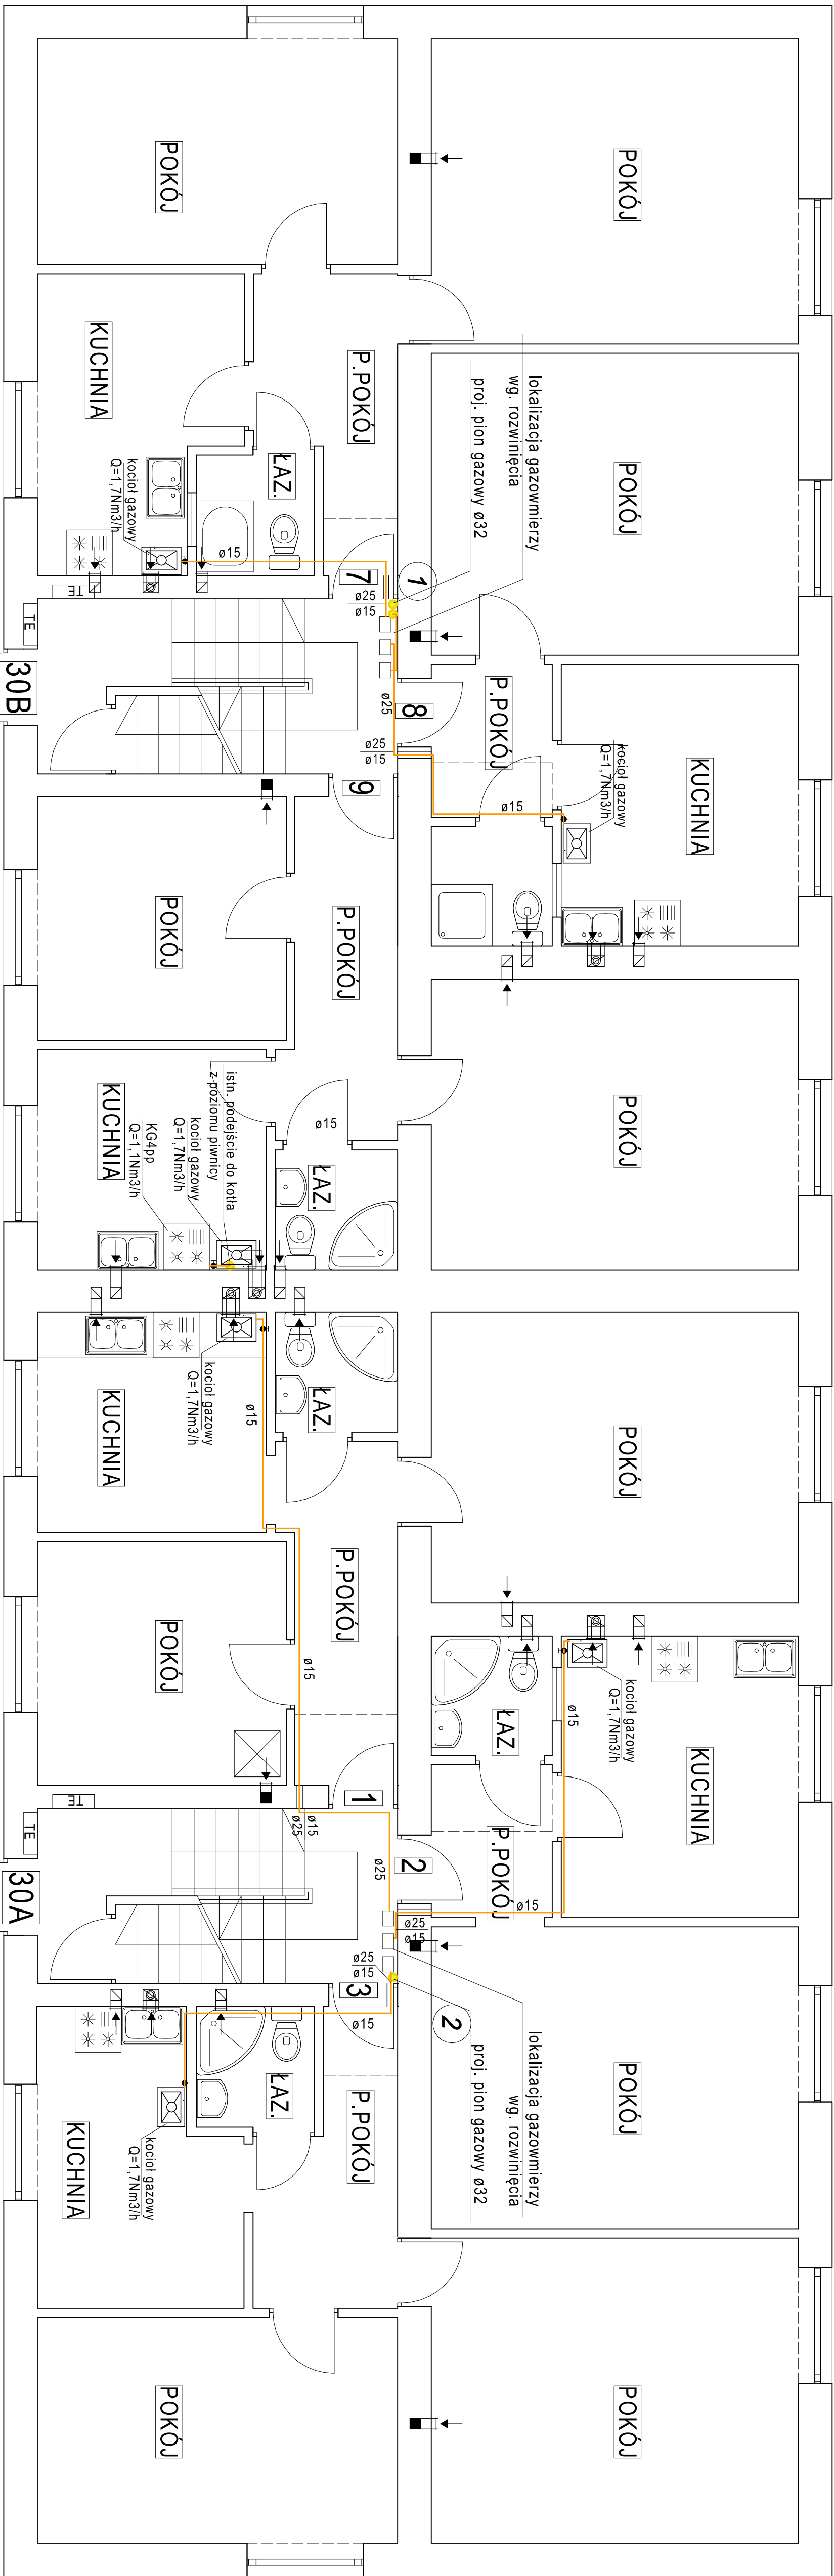 POKÓJ
POKÓJ
KUCHNIA
P.POKÓJ
lokalizacja gazowmierzy
wg. rozwinięcia
proj. pion gazowy ø32
POKÓJ
ŁAZ.
kocioł gazowy
Q=1,7Nm3/h
ø15
7
1
ø25
ø15
TE
TE
30B
ø25
8
P.POKÓJ
ø25
ø15
9
kocioł gazowy
Q=1,7Nm3/h
KUCHNIA
ø15
POKÓJ
P.POKÓJ
POKÓJ
istn. podejście do kotła
z poziomu piwnicy
kocioł gazowy
Q=1,7Nm3/h
KG4pp
Q=1,1Nm3/h
KUCHNIA
ø15
ŁAZ.
kocioł gazowy
Q=1,7Nm3/h
KUCHNIA
ø15
ŁAZ.
POKÓJ
P.POKÓJ
POKÓJ
ø15
kocioł gazowy
Q=1,7Nm3/h
KUCHNIA
ø15
ŁAZ.
P.POKÓJ
1
ø15
ø25
TE
TE
30A
2
ø25
ø15
ø25
ø15
ø25
ø15
3
2
ø15
lokalizacja gazowmierzy
wg. rozwinięcia
proj. pion gazowy ø32
POKÓJ
ŁAZ.
P.POKÓJ
kocioł gazowy
Q=1,7Nm3/h
KUCHNIA
POKÓJ
POKÓJ